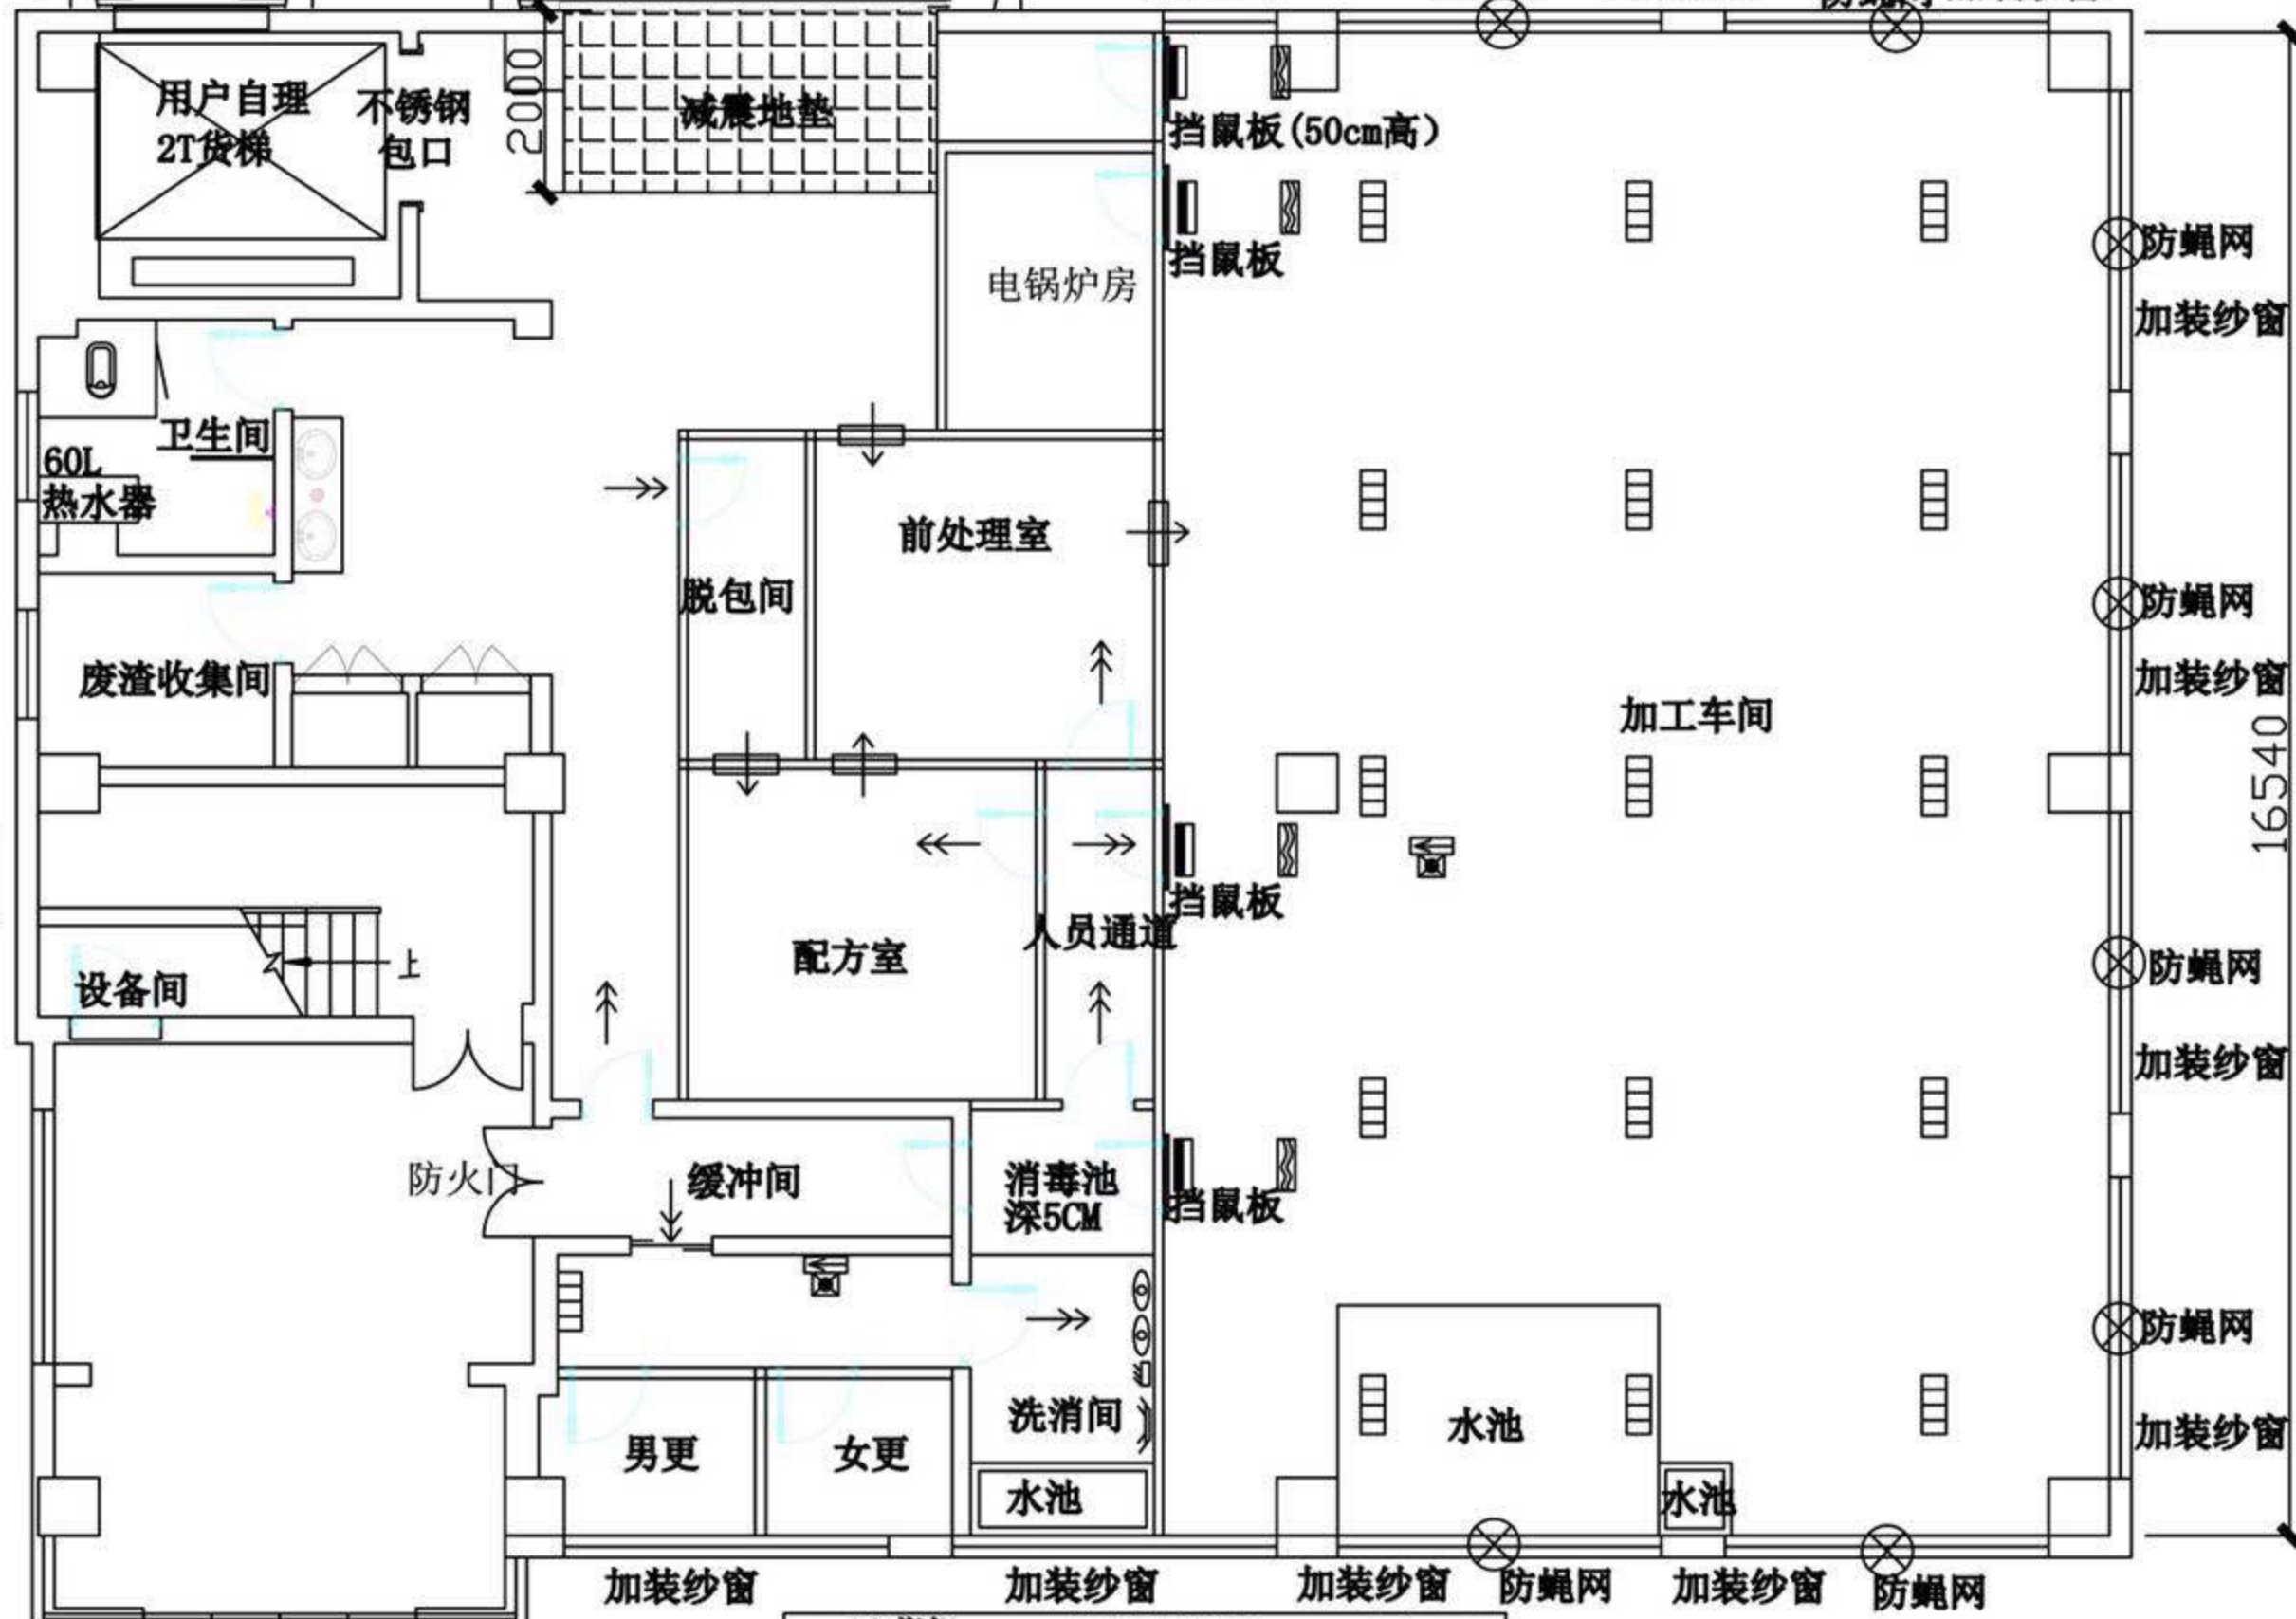 用户自理
2T货梯
不锈钢
包口
2000
减震地垫
挡鼠板(50cm高)
挡鼠板
电锅炉房
防蝇网
加装纱窗
卫生间
60L
热水器
前处理室
脱包间
防蝇网
加装纱窗
废渣收集间
加工车间
16540
挡鼠板
人员通道
配方室
设备间
上
防蝇网
加装纱窗
防火门
缓冲间
消毒池
深5CM
挡鼠板
防蝇网
加装纱窗
洗消间
男更
女更
水池
水池
水池
加装纱窗
加装纱窗
加装纱窗
防蝇网
加装纱窗
防蝇网